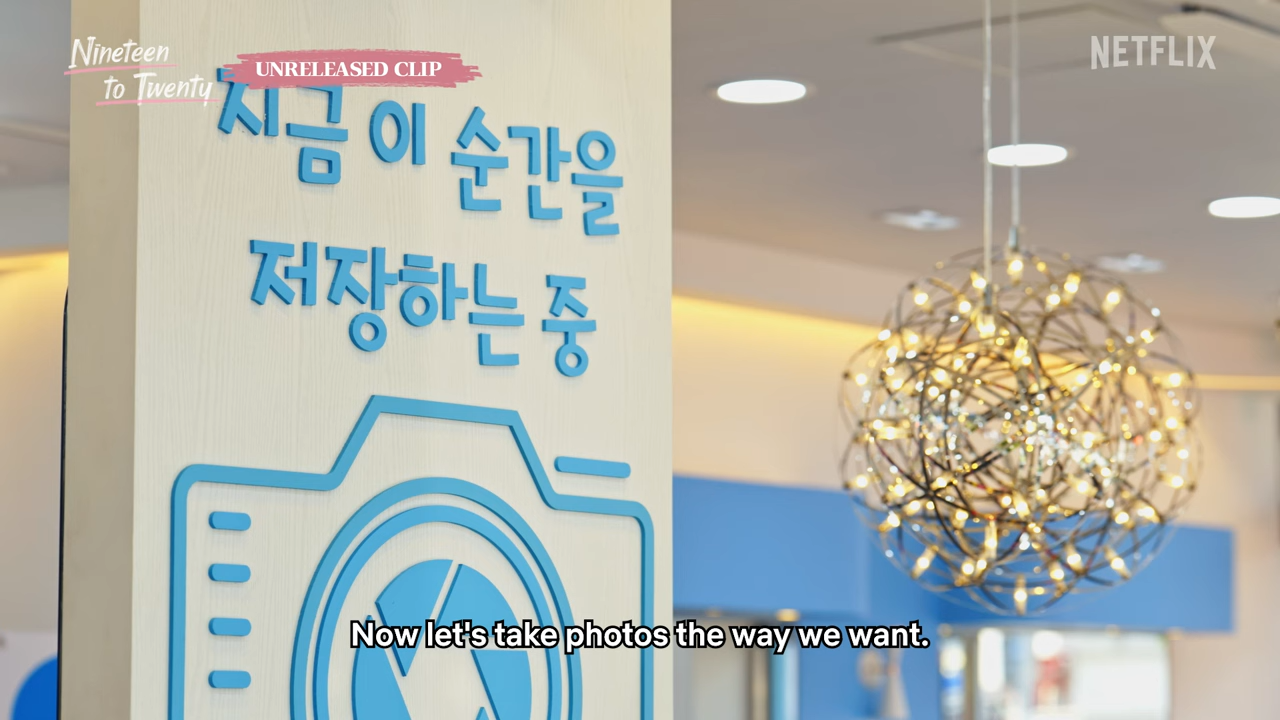 Nineteen
to Twenty
UNRELEASED CLIP
NETFLIX
지금 이 순간을
저장하는 중
Now let's take photos the way we want.